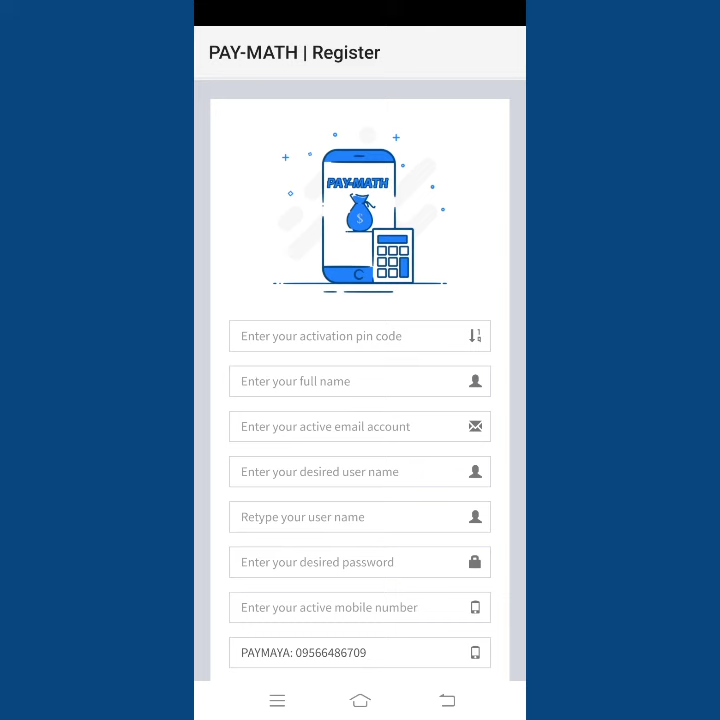 PAY-MATH | Register
PAY-MATH
$
Enter your activation pin code
Enter your full name
Enter your active email account
Enter your desired user name
Retype your user name
Enter your desired password
Enter your active mobile number
PAYMAYA: 09566486709